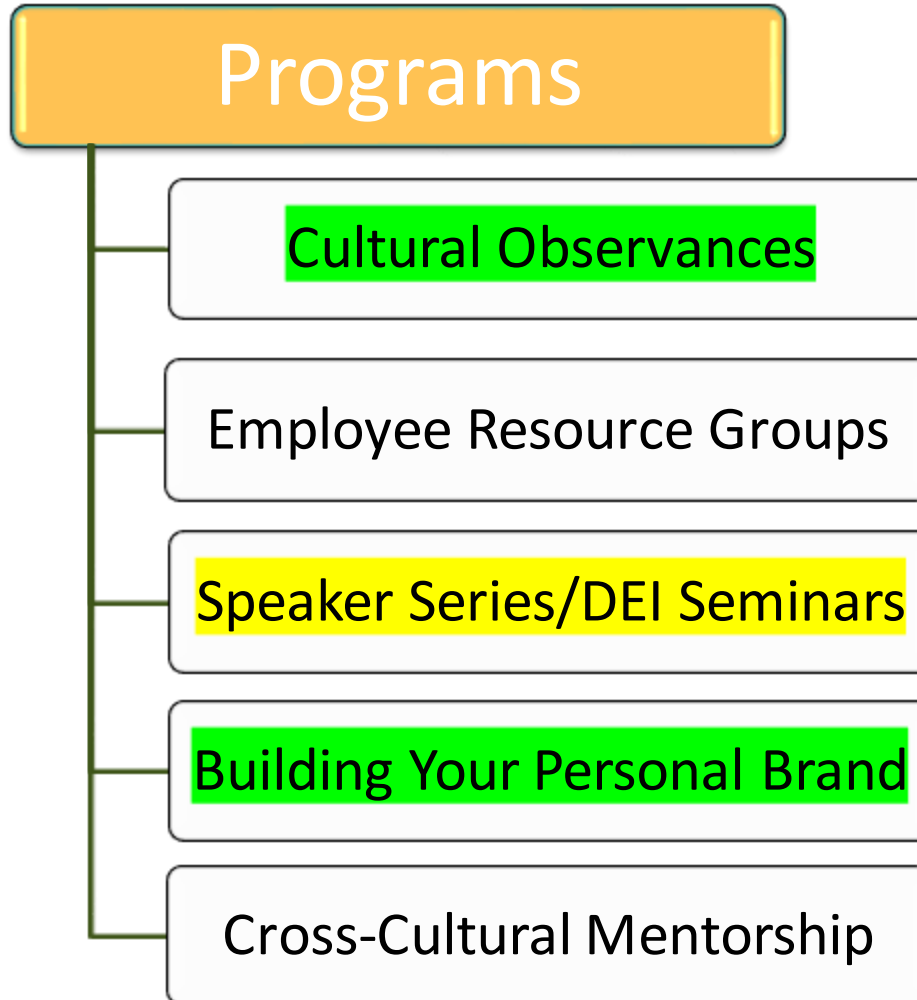 Programs
Cultural Observances
Employee Resource Groups
Speaker Series/DEI Seminars
Building Your Personal Brand
Cross-Cultural Mentorship